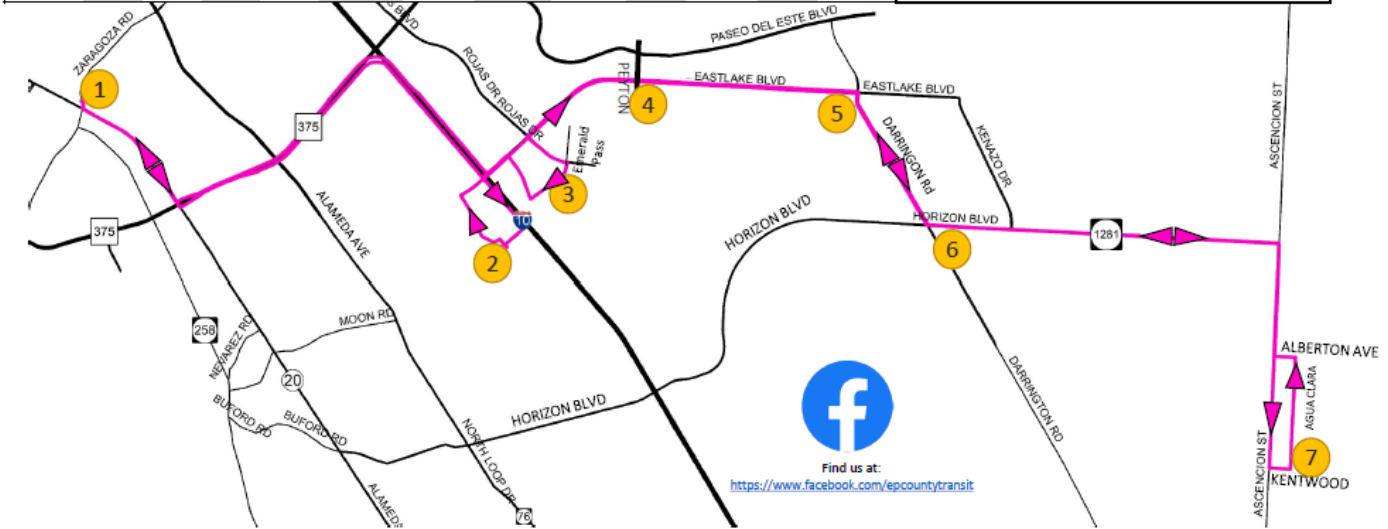 ZARAGOZA RD
1
375
375
258
NEVAREZ RD
BUFORD RD
BUFORD RD
MOON RD
20
ALAMEDA AVE
ALAMEDA
NORTH LOOP DR
76
HORIZON BLVD
S BLVD
ROJAS DR
ROJAS DR
Emerald
Pass
10
2
3
PASEO DEL ESTE BLVD
PEYTON
4
EASTLAKE BLVD
5
EASTLAKE BLVD
DARRINGON Rd
KENAZO DR
HORIZON BLVD
HORIZON BLVD
6
1281
DARRINGTON RD
ASCENCION ST
ALBERTON AVE
AGUA CLARA
7
ASCENCION ST
KENTWOOD
f
Find us at:
https://www.facebook.com/epcountytransit